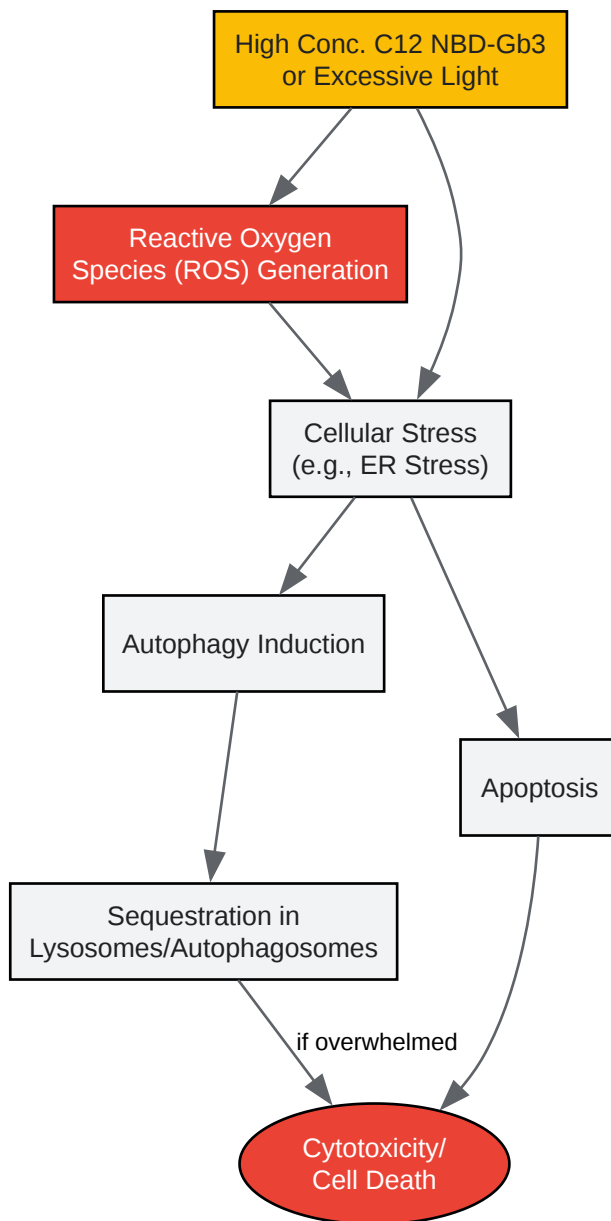 High Conc. C12 NBD-Gb3
or Excessive Light
Reactive Oxygen
Species (ROS) Generation
Cellular Stress
(e.g., ER Stress)
Autophagy Induction
Apoptosis
Sequestration in
Lysosomes/Autophagosomes
if overwhelmed
Cytotoxicity/
Cell Death